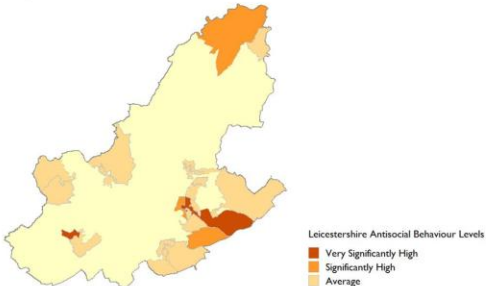 Leicestershire Antisocial Behaviour Levels
Very Significantly High
Significantly High
Average